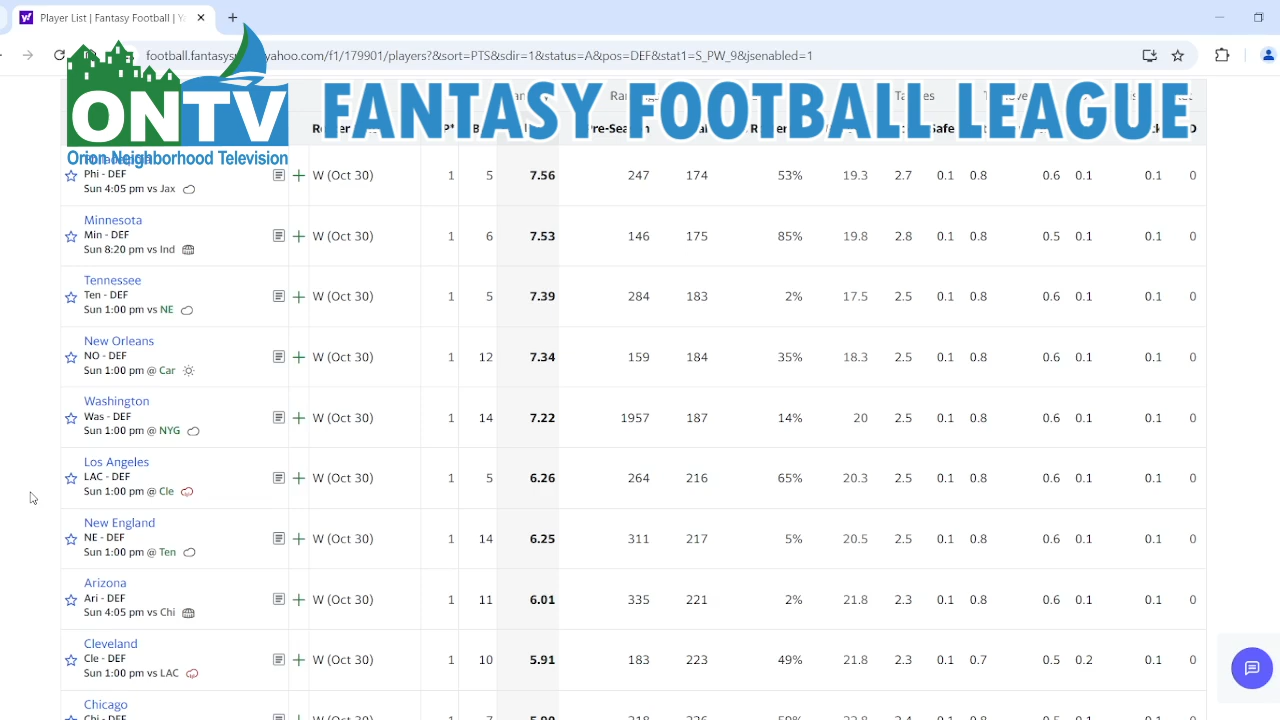 Player List | Fantasy Football |
football.fantasys yahoo.com/f1/179901/players?&sort=PTS&sdir=1&status=A&pos=DEF&stat1=S_PW_9&jsenabled=1
ONTV
Orion Neighborhood Television
FANTASY FOOTBALL LEAGUE
Phi - DEF
Sun 4:05 pm vs Jax
W (Oct 30) 1 5 7.56 247 174 53% 19.3 2.7 0.1 0.8 0.6 0.1 0.1 0
Minnesota
Min - DEF
Sun 8:20 pm vs Ind
W (Oct 30) 1 6 7.53 146 175 85% 19.8 2.8 0.1 0.8 0.5 0.1 0.1 0
Tennessee
Ten - DEF
Sun 1:00 pm vs NE
W (Oct 30) 1 5 7.39 284 183 2% 17.5 2.5 0.1 0.8 0.6 0.1 0.1 0
New Orleans
NO - DEF
Sun 1:00 pm @ Car
W (Oct 30) 1 12 7.34 159 184 35% 18.3 2.5 0.1 0.8 0.6 0.1 0.1 0
Washington
Was - DEF
Sun 1:00 pm @ NYG
W (Oct 30) 1 14 7.22 1957 187 14% 20 2.5 0.1 0.8 0.6 0.1 0.1 0
Los Angeles
LAC - DEF
Sun 1:00 pm @ Cle
W (Oct 30) 1 5 6.26 264 216 65% 20.3 2.5 0.1 0.8 0.6 0.1 0.1 0
New England
NE - DEF
Sun 1:00 pm @ Ten
W (Oct 30) 1 14 6.25 311 217 5% 20.5 2.5 0.1 0.8 0.6 0.1 0.1 0
Arizona
Ari - DEF
Sun 4:05 pm vs Chi
W (Oct 30) 1 11 6.01 335 221 2% 21.8 2.3 0.1 0.8 0.6 0.1 0.1 0
Cleveland
Cle - DEF
Sun 1:00 pm vs LAC
W (Oct 30) 1 10 5.91 183 223 49% 21.8 2.3 0.1 0.7 0.5 0.2 0.1 0
Chicago